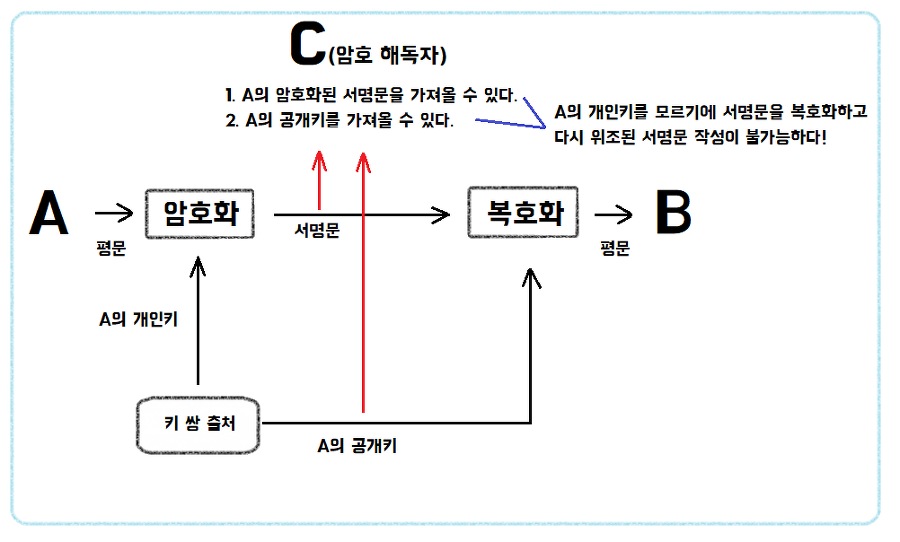 C(암호 해독자)
1. A의 암호화된 서명문을 가져올 수 있다.
2. A의 공개키를 가져올 수 있다.
A의 개인키를 모르기에 서명문을 복호화하고
다시 위조된 서명문 작성이 불가능하다!
A
평문
암호화
서명문
복호화
평문
B
A의 개인키
키 쌍 출처
A의 공개키